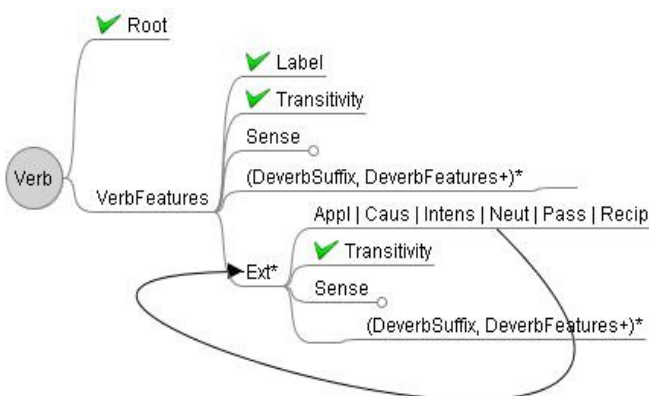 Root
Label
Transitivity
Sense
Verb
(DeverbSuffix, DeverbFeatures+)*
VerbFeatures
Appl | Caus | Intens | Neut | Pass | Recip
Transitivity
Ext*
Sense
(DeverbSuffix, DeverbFeatures+)*